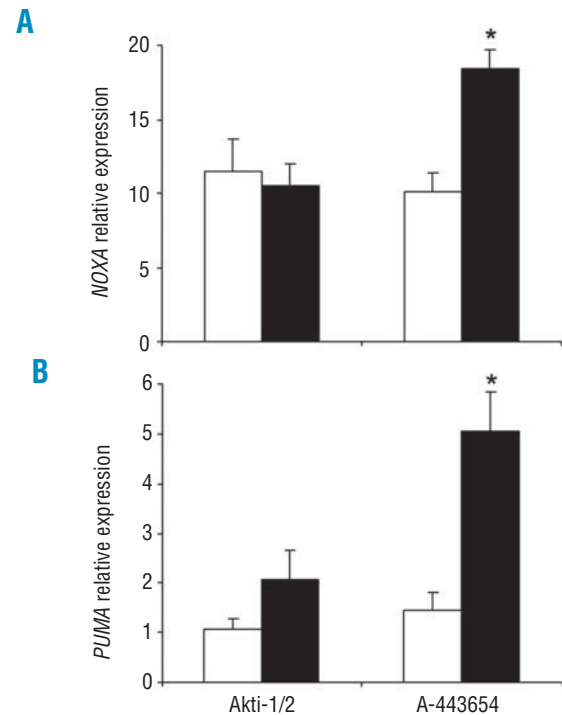 A
NOXA relative expression
20
15
10
5
0
*
B
PUMA relative expression
6
5
4
3
2
1
0
*
Akti-1/2
A-443654